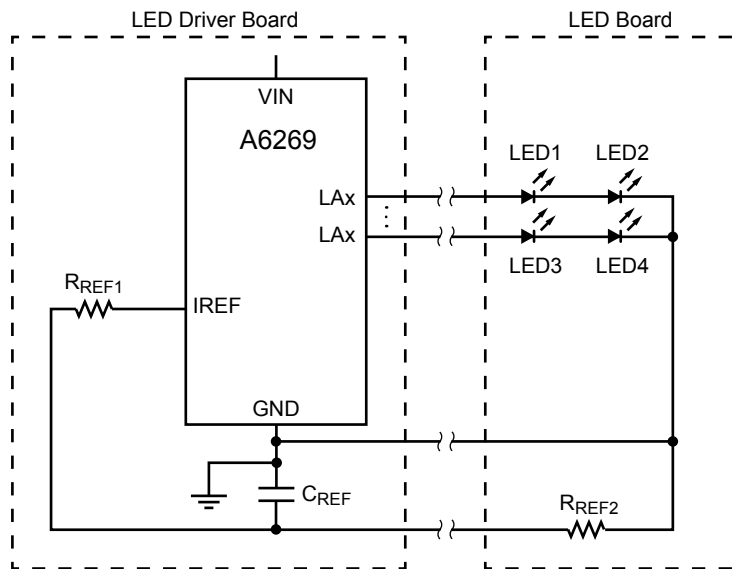 LED Driver Board
LED Board
VIN
A6269
LED1
LED2
LAx
LAx
LED3
LED4
RREF1
IREF
GND
CREF
RREF2